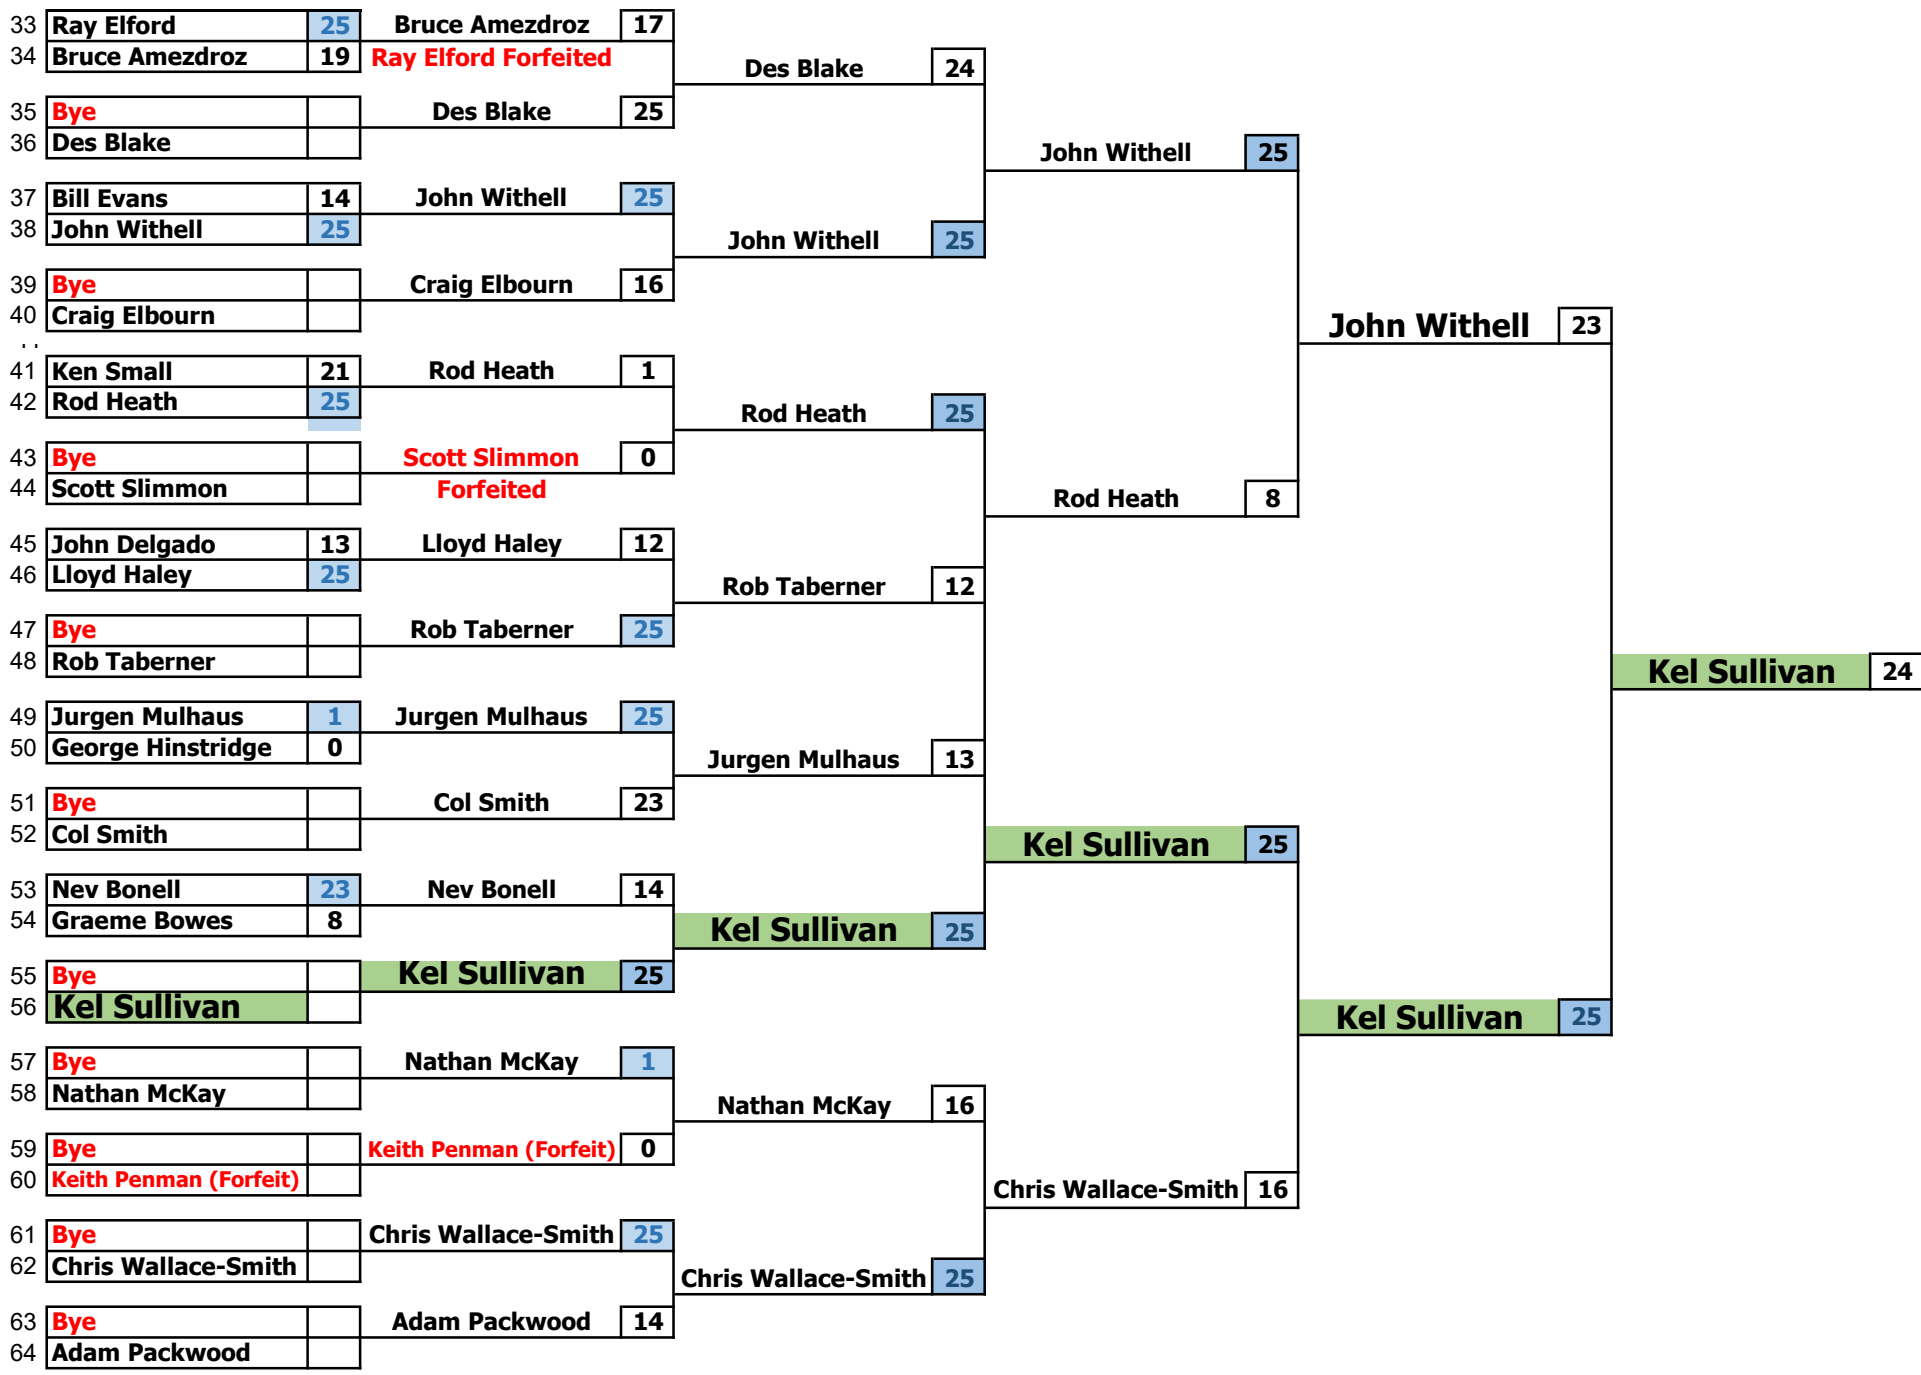 33 Ray Elford 25 Bruce Amezdroz 17
34 Bruce Amezdroz 19 Ray Elford Forfeited
Des Blake 24
35 Bye Des Blake 25
36 Des Blake
John Withell 25
37 Bill Evans 14 John Withell 25
38 John Withell 25
John Withell 25
39 Bye Craig Elbourn 16
40 Craig Elbourn
John Withell 23
41 Ken Small 21 Rod Heath 1
42 Rod Heath 25
Rod Heath 25
43 Bye Scott Slimmon 0
44 Scott Slimmon Forfeited
Rod Heath 8
45 John Delgado 13 Lloyd Haley 12
46 Lloyd Haley 25
Rob Taberner 12
47 Bye Rob Taberner 25
48 Rob Taberner
Kel Sullivan 24
49 Jurgen Mulhaus 1 Jurgen Mulhaus 25
50 George Hinstridge 0
Jurgen Mulhaus 13
51 Bye Col Smith 23
52 Col Smith
Kel Sullivan 25
53 Nev Bonell 23 Nev Bonell 14
54 Graeme Bowes 8
Kel Sullivan 25
55 Bye Kel Sullivan 25
56 Kel Sullivan
Kel Sullivan 25
57 Bye Nathan McKay 1
58 Nathan McKay
Nathan McKay 16
59 Bye Keith Penman (Forfeit) 0
60 Keith Penman (Forfeit)
Chris Wallace-Smith 16
61 Bye Chris Wallace-Smith 25
62 Chris Wallace-Smith
Chris Wallace-Smith 25
63 Bye Adam Packwood 14
64 Adam Packwood